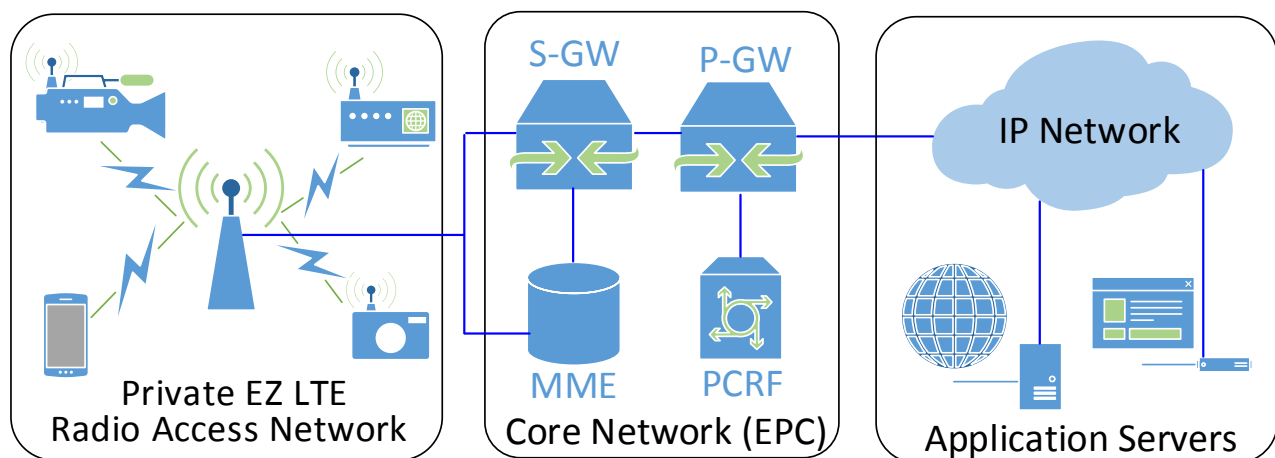 S-GW
P-GW
IP Network
MME
PCRF
Private EZ LTE
Radio Access Network
Core Network (EPC)
Application Servers